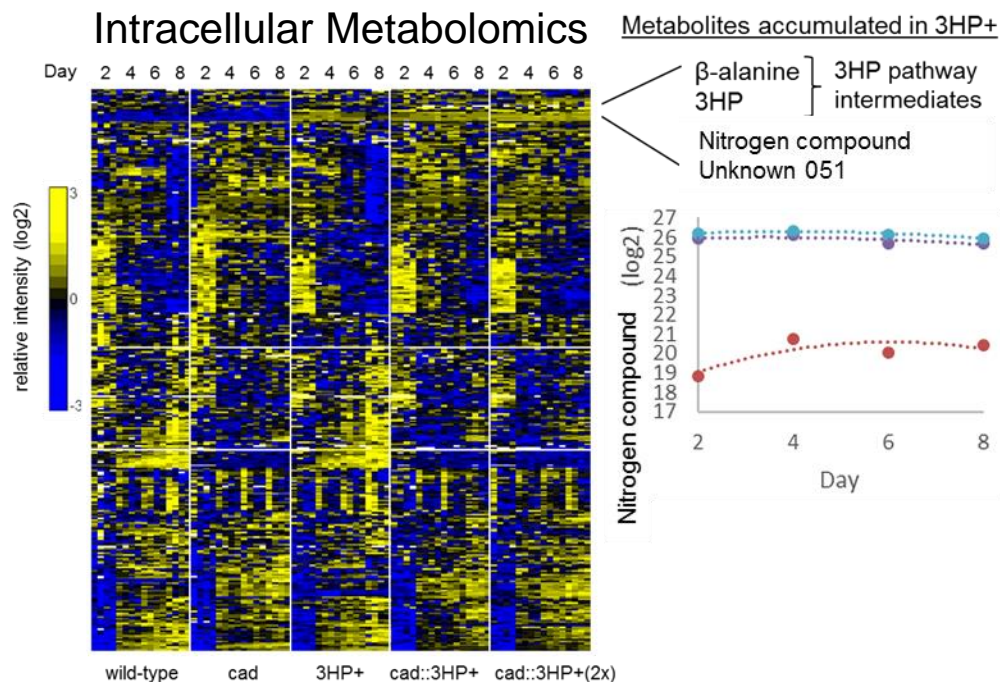 Intracellular Metabolomics
Day 2 4 6 8 2 4 6 8 2 4 6 8 2 4 6 8 2 4 6 8
relative intensity (log2)
3
0
-3
wild-type cad 3HP+ cad::3HP+ cad::3HP+(2x)
Metabolites accumulated in 3HP+
β-alanine
3HP
3HP pathway
intermediates
Nitrogen compound
Unknown 051
Nitrogen compound (log2)
27
26
25
24
23
22
21
20
19
18
17
2 4 6 8
Day